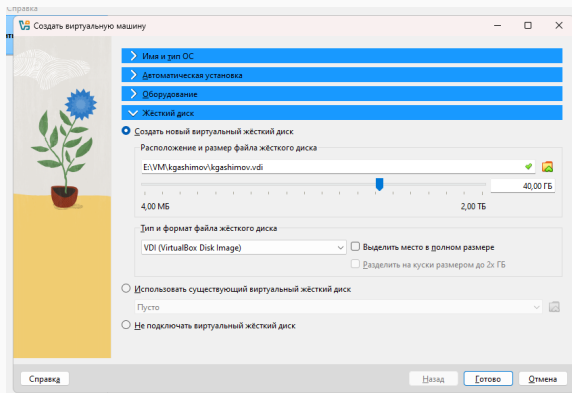 Справка
Создать виртуальную машину
Имя и тип ОС
Автоматическая установка
Оборудование
Жёсткий диск
Создать новый виртуальный жёсткий диск
Расположение и размер файла жёсткого диска
E:\VM\kgashimov\kgashimov.vdi
40,00 ГБ
4,00 МБ 2,00 ТБ
Тип и формат файла жёсткого диска
VDI (VirtualBox Disk Image) Выделить место в полном размере
Разделить на куски размером до 2х ГБ
Использовать существующий виртуальный жёсткий диск
Пусто
Не подключать виртуальный жёсткий диск
Справка Назад Готово Отмена